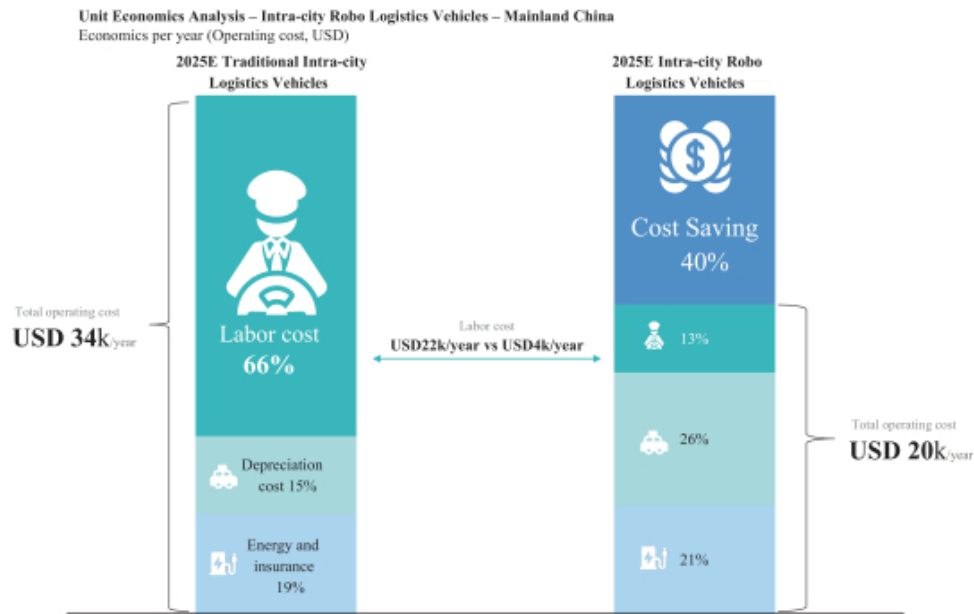 Unit Economics Analysis – Intra-city Robo Logistics Vehicles – Mainland China
Economics per year (Operating cost, USD)
2025E Traditional Intra-city
Logistics Vehicles
2025E Intra-city Robo
Logistics Vehicles
Total operating cost
USD 34k/year
Labor cost
66%
Depreciation
cost 15%
Energy and
insurance
19%
Labor cost
USD22k/year vs USD4k/year
$
Cost Saving
40%
13%
26%
21%
Total operating cost
USD 20k/year